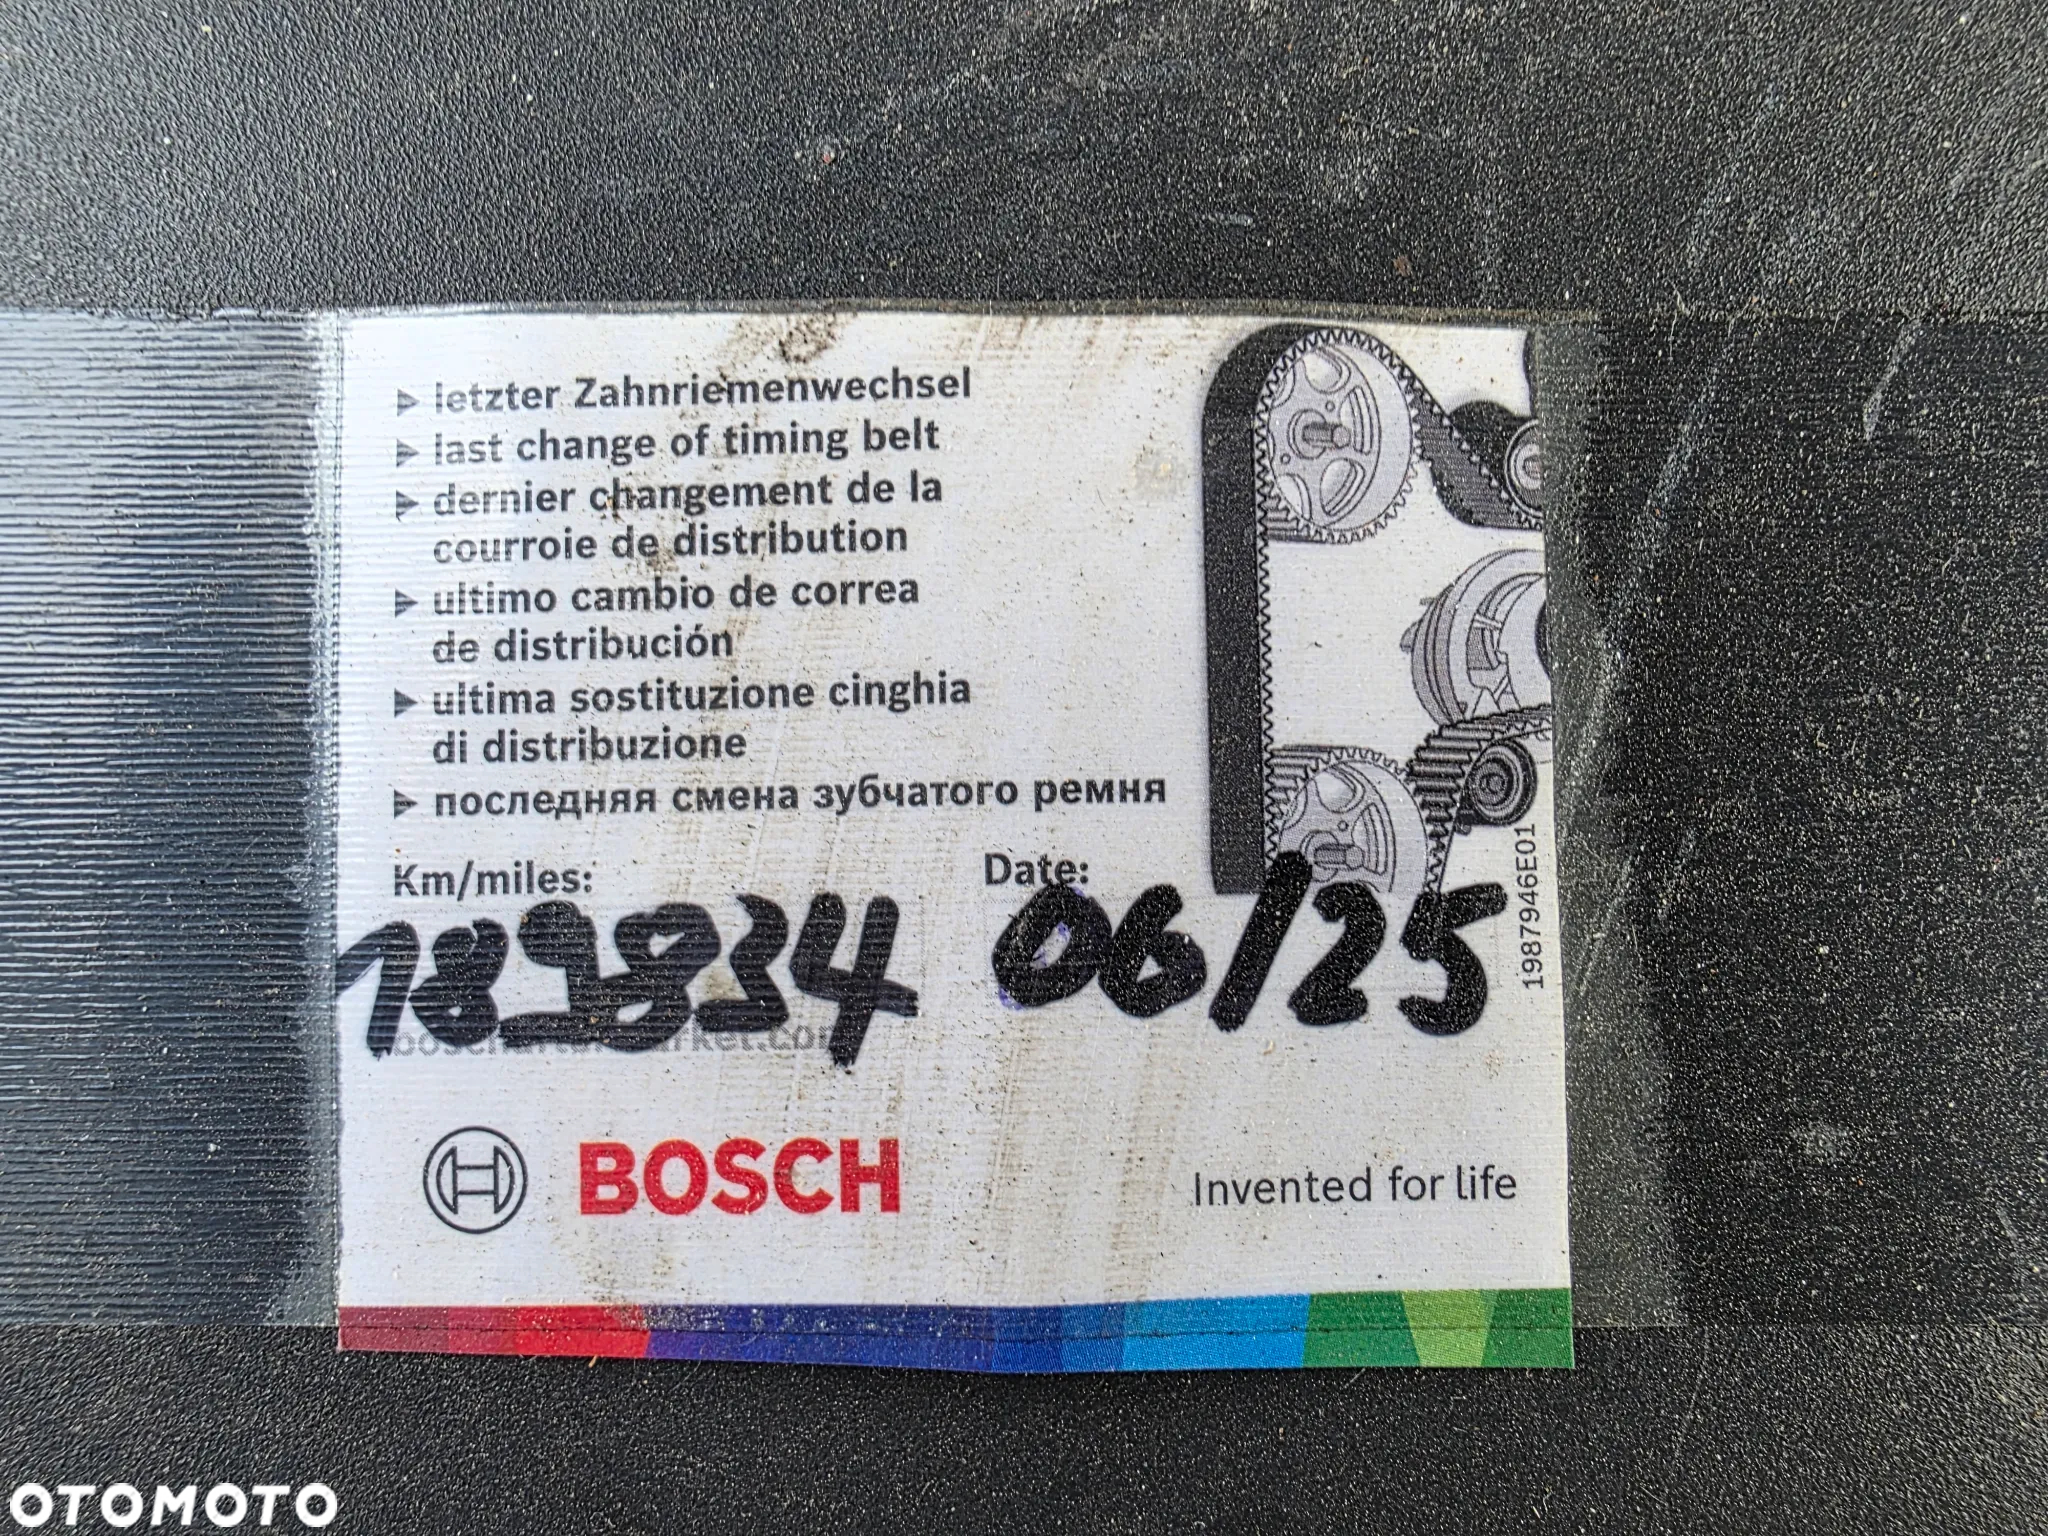 letzter Zahnriemenwechsel
last change of timing belt
dernier changement de la
courroie de distribution
ultimo cambio de correa
de distribución
ultima sostituzione cinghia
di distribuzione
последняя смена зубчатого ремня
Km/miles:
Date:
189834
06/25
1987946E01
BOSCH
Invented for life
OTOMOTO